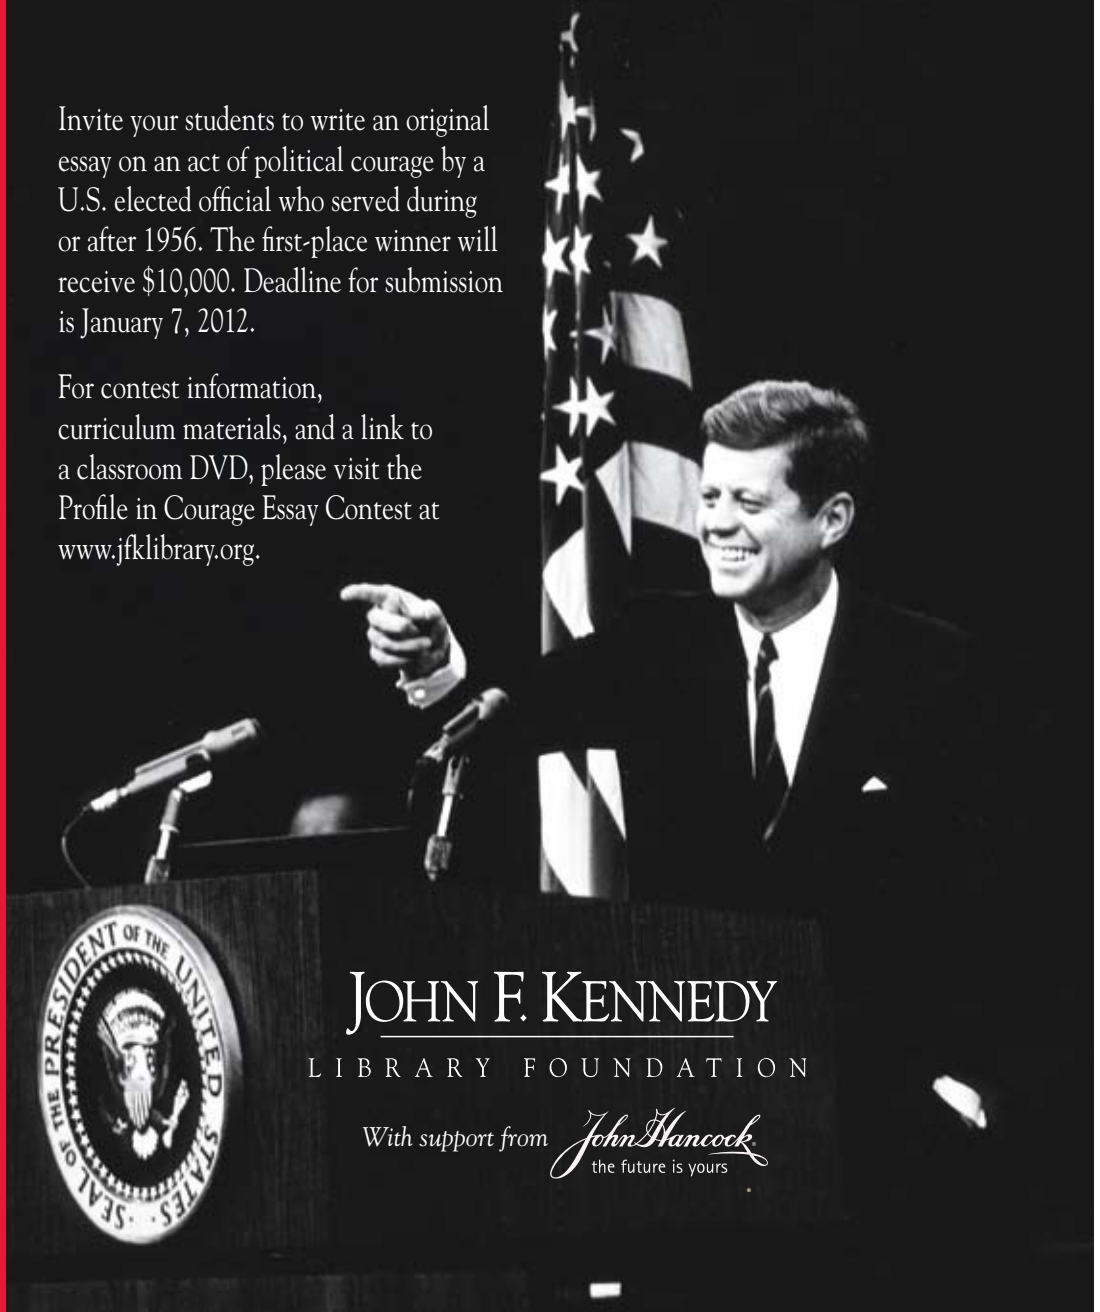 Invite your students to write an original
essay on an act of political courage by a
U.S. elected official who served during
or after 1956. The first-place winner will
receive $10,000. Deadline for submission
is January 7, 2012.
For contest information,
curriculum materials, and a link to
a classroom DVD, please visit the
Profile in Courage Essay Contest at
www.jfklibrary.org.
SEAL OF THE PRESIDENT OF THE UNITED STATES
JOHN F. KENNEDY
LIBRARY FOUNDATION
With support from John Hancock®
the future is yours